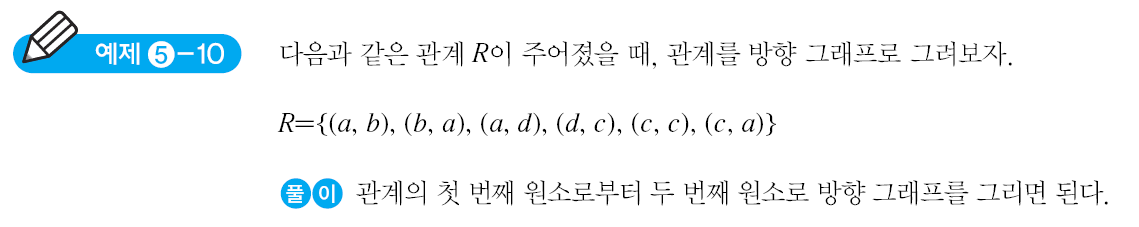 예제 5-10 다음과 같은 관계 R이 주어졌을 때, 관계를 방향 그래프로 그려보자.
R={(a, b), (b, a), (a, d), (d, c), (c, c), (c, a)}
풀이 관계의 첫 번째 원소로부터 두 번째 원소로 방향 그래프를 그리면 된다.